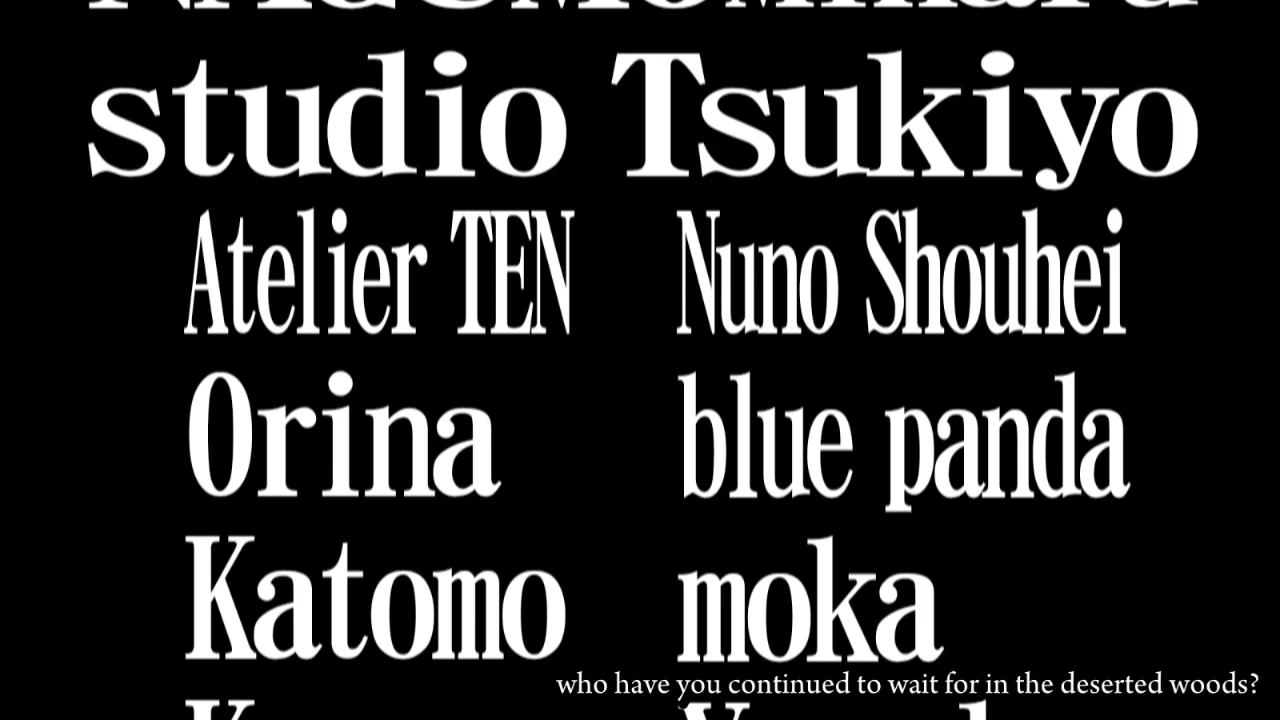 studio Tsukiyo
Atelier TEN Nuno Shouhei
Orina blue panda
Katomo moka
who have you continued to wait for in the deserted woods?